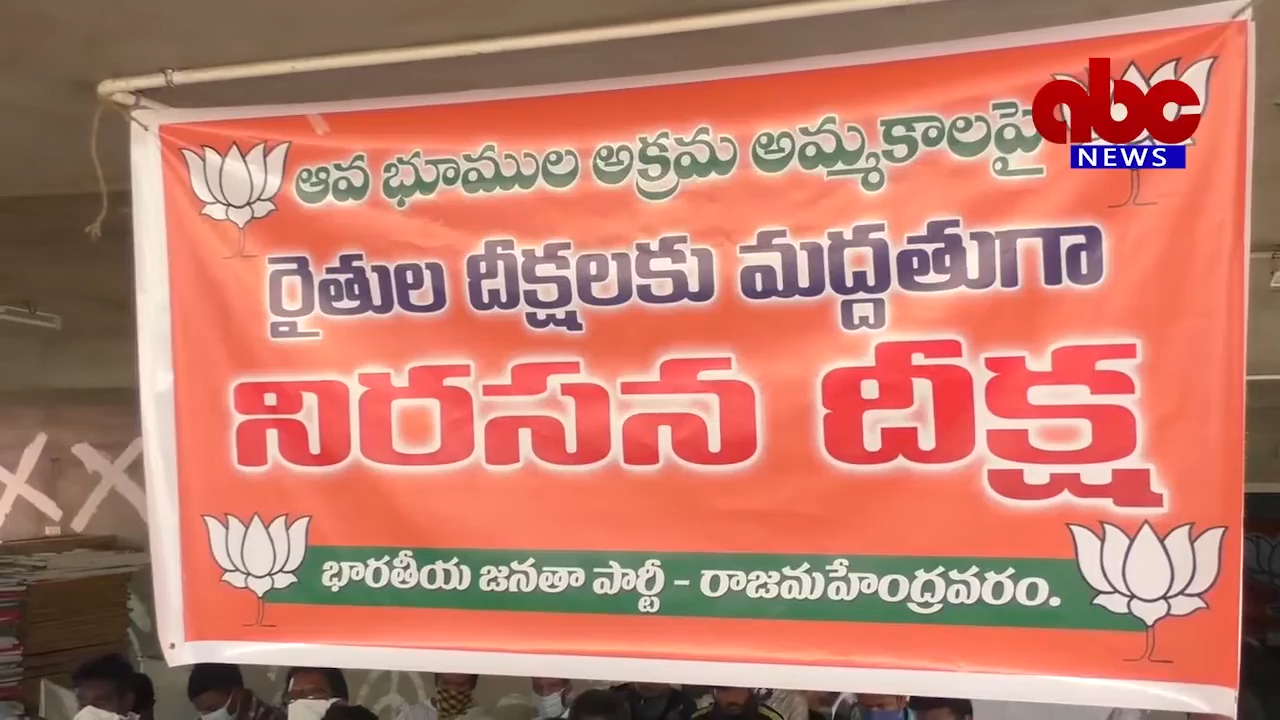 abc
NEWS
ఆవ భూముల అక్రమ అమ్మకాలపై
రైతుల దీక్షలకు మద్దతుగా
నిరసన దీక్ష
భారతీయ జనతా పార్టీ - రాజమహేంద్రవరం.